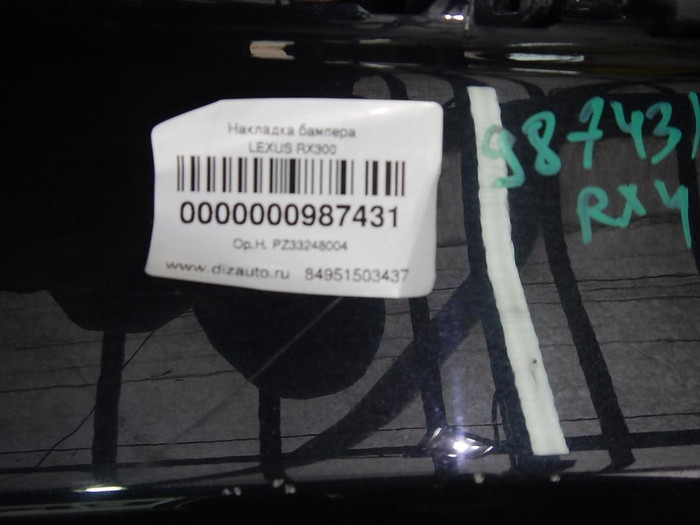 Накладка бампера
LEXUS RX300
0000000987431
Ор.Н. PZ33248004
www.dizauto.ru 84951503437
987431
RX4